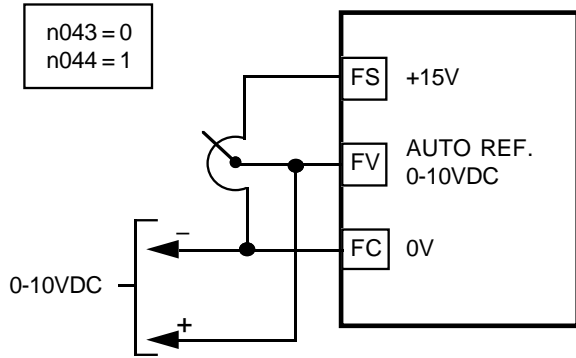 n043 = 0
n044 = 1
FS +15V
FV AUTO REF.
0-10VDC
FC 0V
–
0-10VDC
+